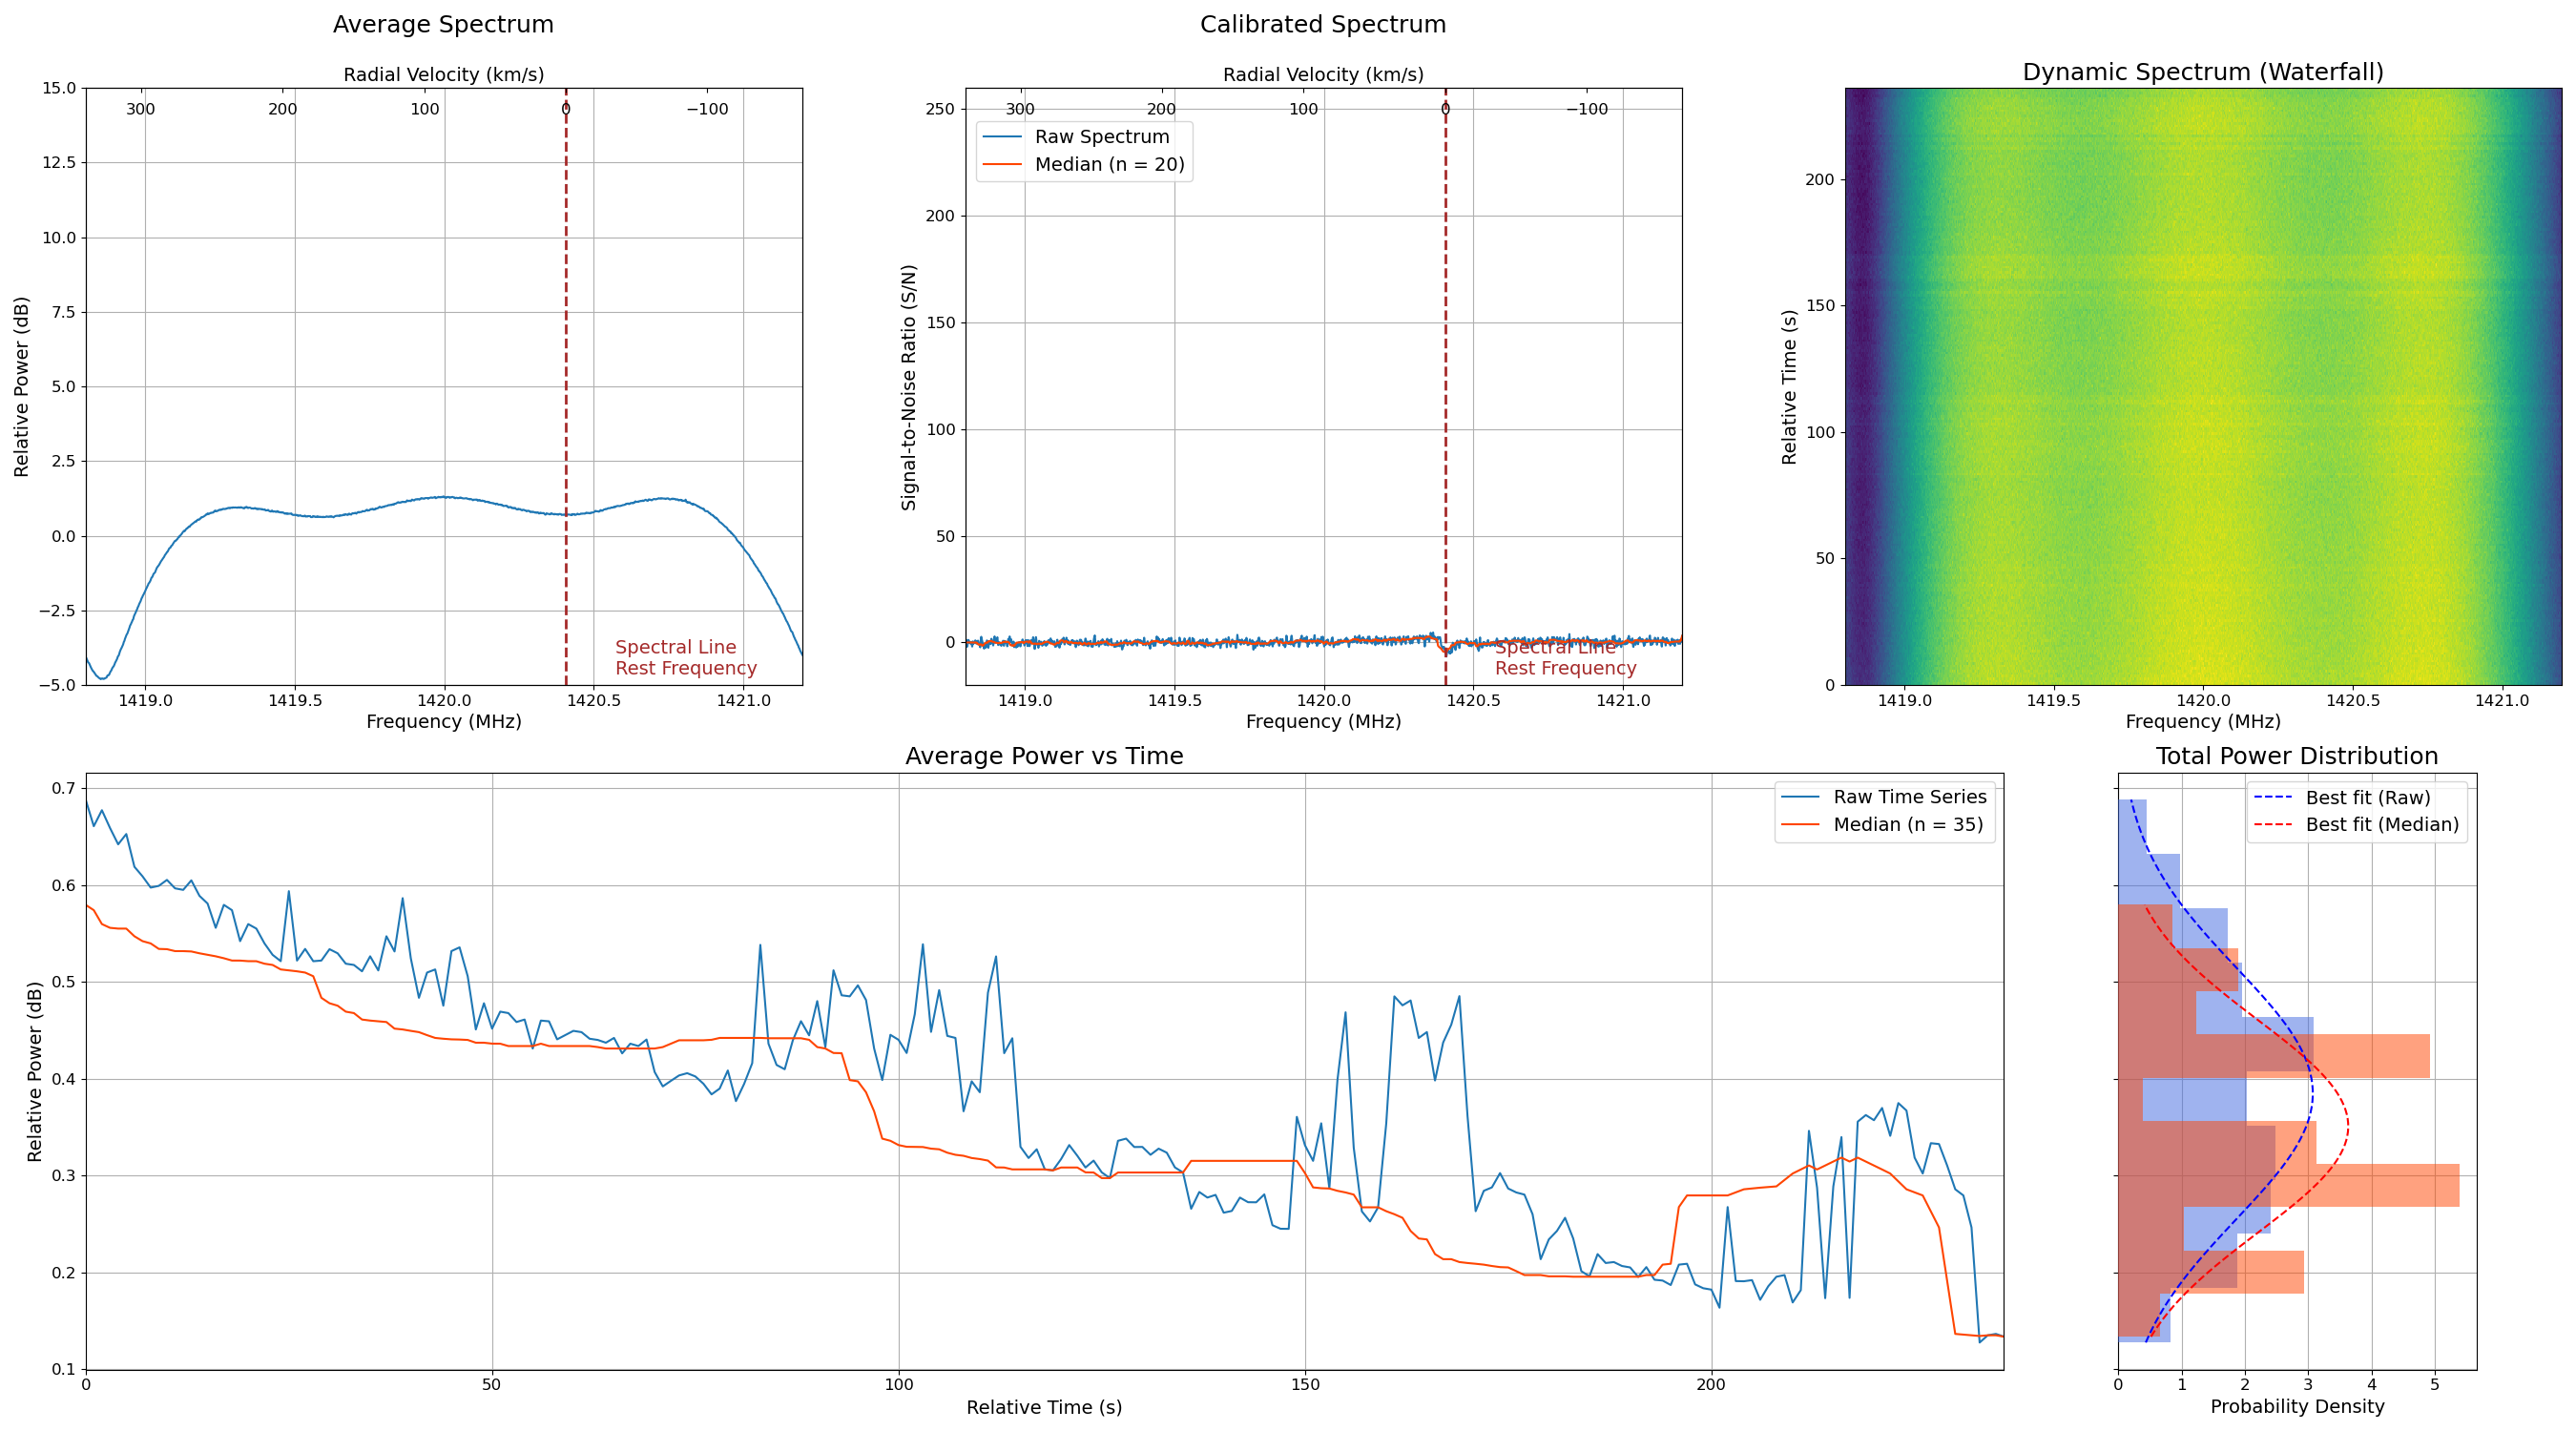 Average Spectrum
Radial Velocity (km/s)
300 200 100 0 −100
15.0
12.5
10.0
7.5
5.0
2.5
0.0
−2.5
−5.0
Relative Power (dB)
Spectral Line
Rest Frequency
1419.0 1419.5 1420.0 1420.5 1421.0
Frequency (MHz)
Calibrated Spectrum
Radial Velocity (km/s)
300 200 100 0 −100
Raw Spectrum
Median (n = 20)
250
200
150
100
50
0
Signal-to-Noise Ratio (S/N)
Spectral Line
Rest Frequency
1419.0 1419.5 1420.0 1420.5 1421.0
Frequency (MHz)
Dynamic Spectrum (Waterfall)
200
150
100
50
0
Relative Time (s)
1419.0 1419.5 1420.0 1420.5 1421.0
Frequency (MHz)
Average Power vs Time
Raw Time Series
Median (n = 35)
0.7
0.6
0.5
0.4
0.3
0.2
0.1
Relative Power (dB)
0 50 100 150 200
Relative Time (s)
Total Power Distribution
Best fit (Raw)
Best fit (Median)
0 1 2 3 4 5
Probability Density